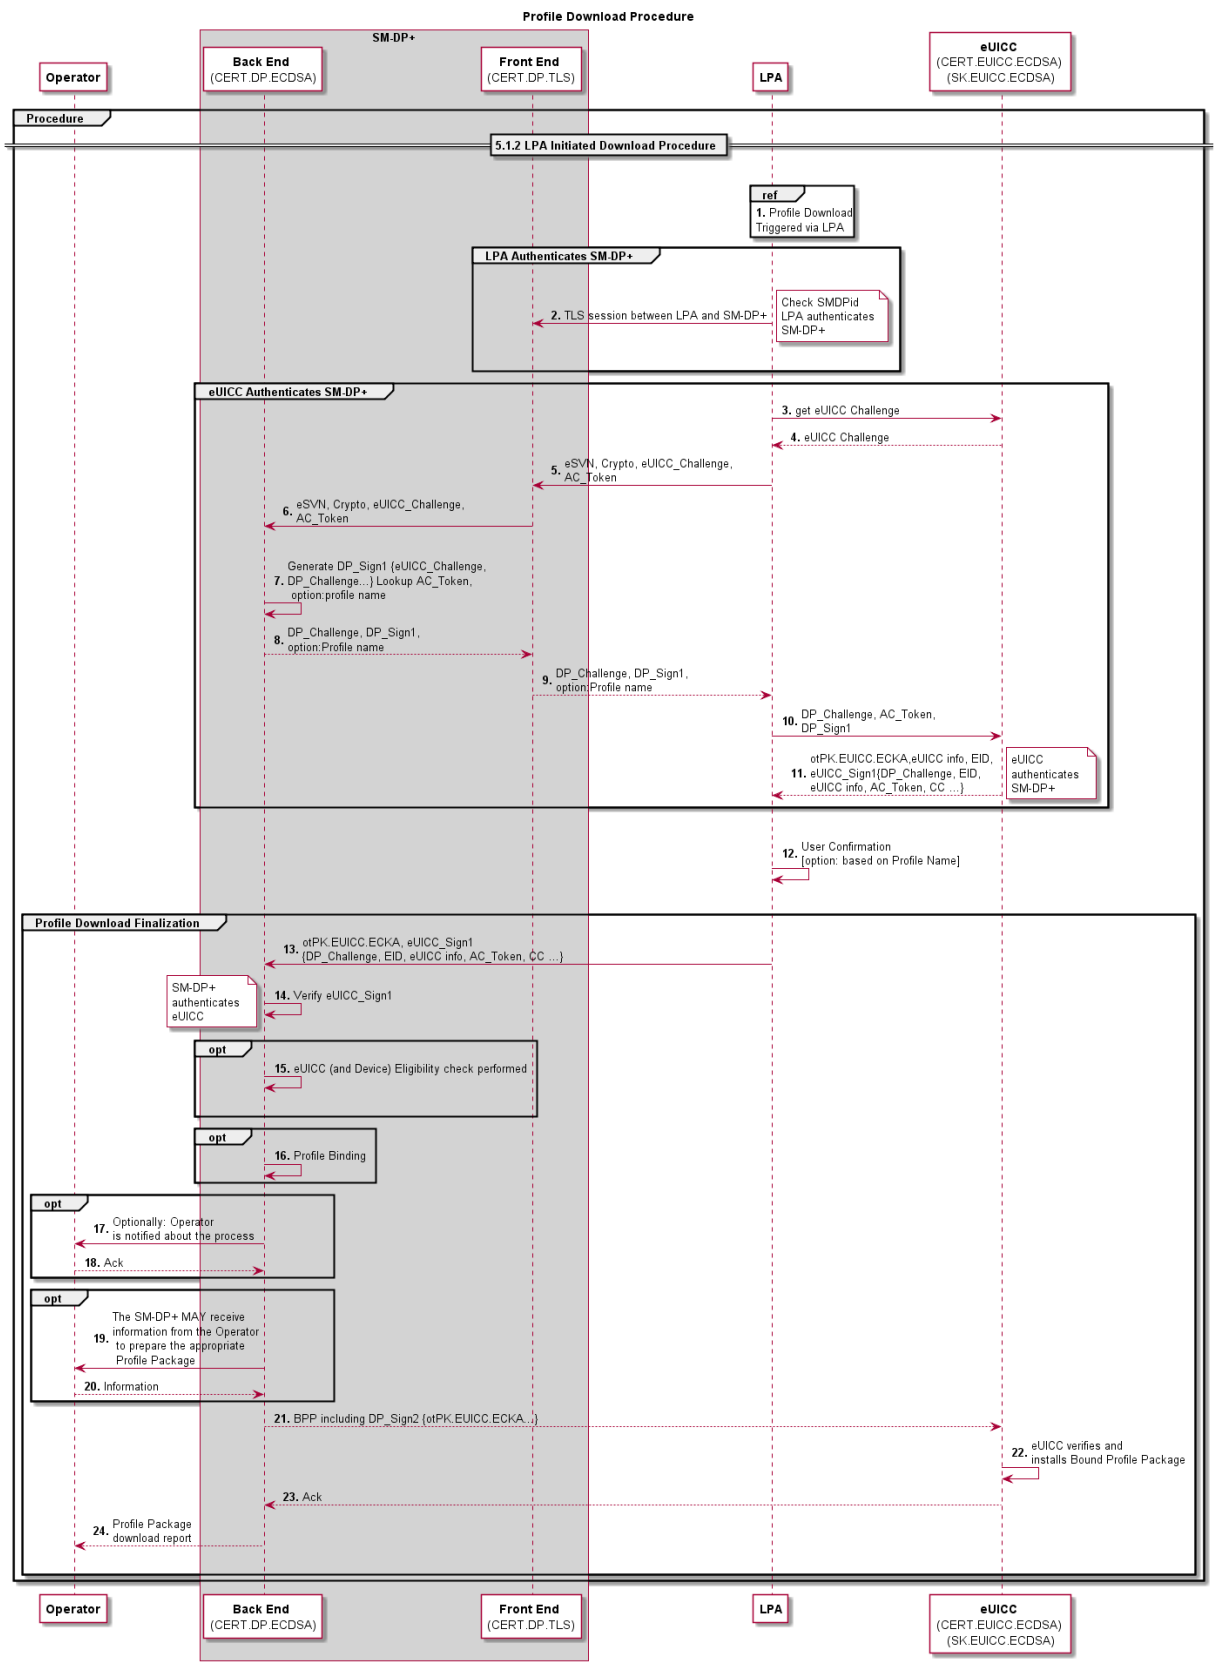 Profile Download Procedure
SM-DP+
Operator
Back End
(CERT.DP.ECDSA)
Front End
(CERT.DP.TLS)
LPA
eUICC
(CERT.EUICC.ECDSA)
(SK.EUICC.ECDSA)
Procedure
5.1.2 LPA Initiated Download Procedure
ref
1. Profile Download
Triggered via LPA
LPA Authenticates SM-DP+
2. TLS session between LPA and SM-DP+
Check SMDPid
LPA authenticates
SM-DP+
eUICC Authenticates SM-DP+
3. get eUICC Challenge
4. eUICC Challenge
5. eSVN, Crypto, eUICC_Challenge,
AC_Token
6. eSVN, Crypto, eUICC_Challenge,
AC_Token
Generate DP_Sign1 {eUICC_Challenge,
7. DP_Challenge...} Lookup AC_Token,
option:profile name
8. DP_Challenge, DP_Sign1,
option:Profile name
9. DP_Challenge, DP_Sign1,
option:Profile name
10. DP_Challenge, AC_Token,
DP_Sign1
otPK.EUICC.ECKA,eUICC info, EID,
11. eUICC_Sign1{DP_Challenge, EID,
eUICC info, AC_Token, CC ...}
eUICC
authenticates
SM-DP+
12. User Confirmation
[option: based on Profile Name]
Profile Download Finalization
13. otPK.EUICC.ECKA, eUICC_Sign1
{DP_Challenge, EID, eUICC info, AC_Token, CC ...}
SM-DP+
authenticates
eUICC
14. Verify eUICC_Sign1
opt
15. eUICC (and Device) Eligibility check performed
opt
16. Profile Binding
opt
17. Optionally: Operator
is notified about the process
18. Ack
opt
The SM-DP+ MAY receive
19. information from the Operator
to prepare the appropriate
Profile Package
20. Information
21. BPP including DP_Sign2 {otPK.EUICC.ECKA...}
22. eUICC verifies and
installs Bound Profile Package
23. Ack
24. Profile Package
download report
Operator
Back End
(CERT.DP.ECDSA)
Front End
(CERT.DP.TLS)
LPA
eUICC
(CERT.EUICC.ECDSA)
(SK.EUICC.ECDSA)